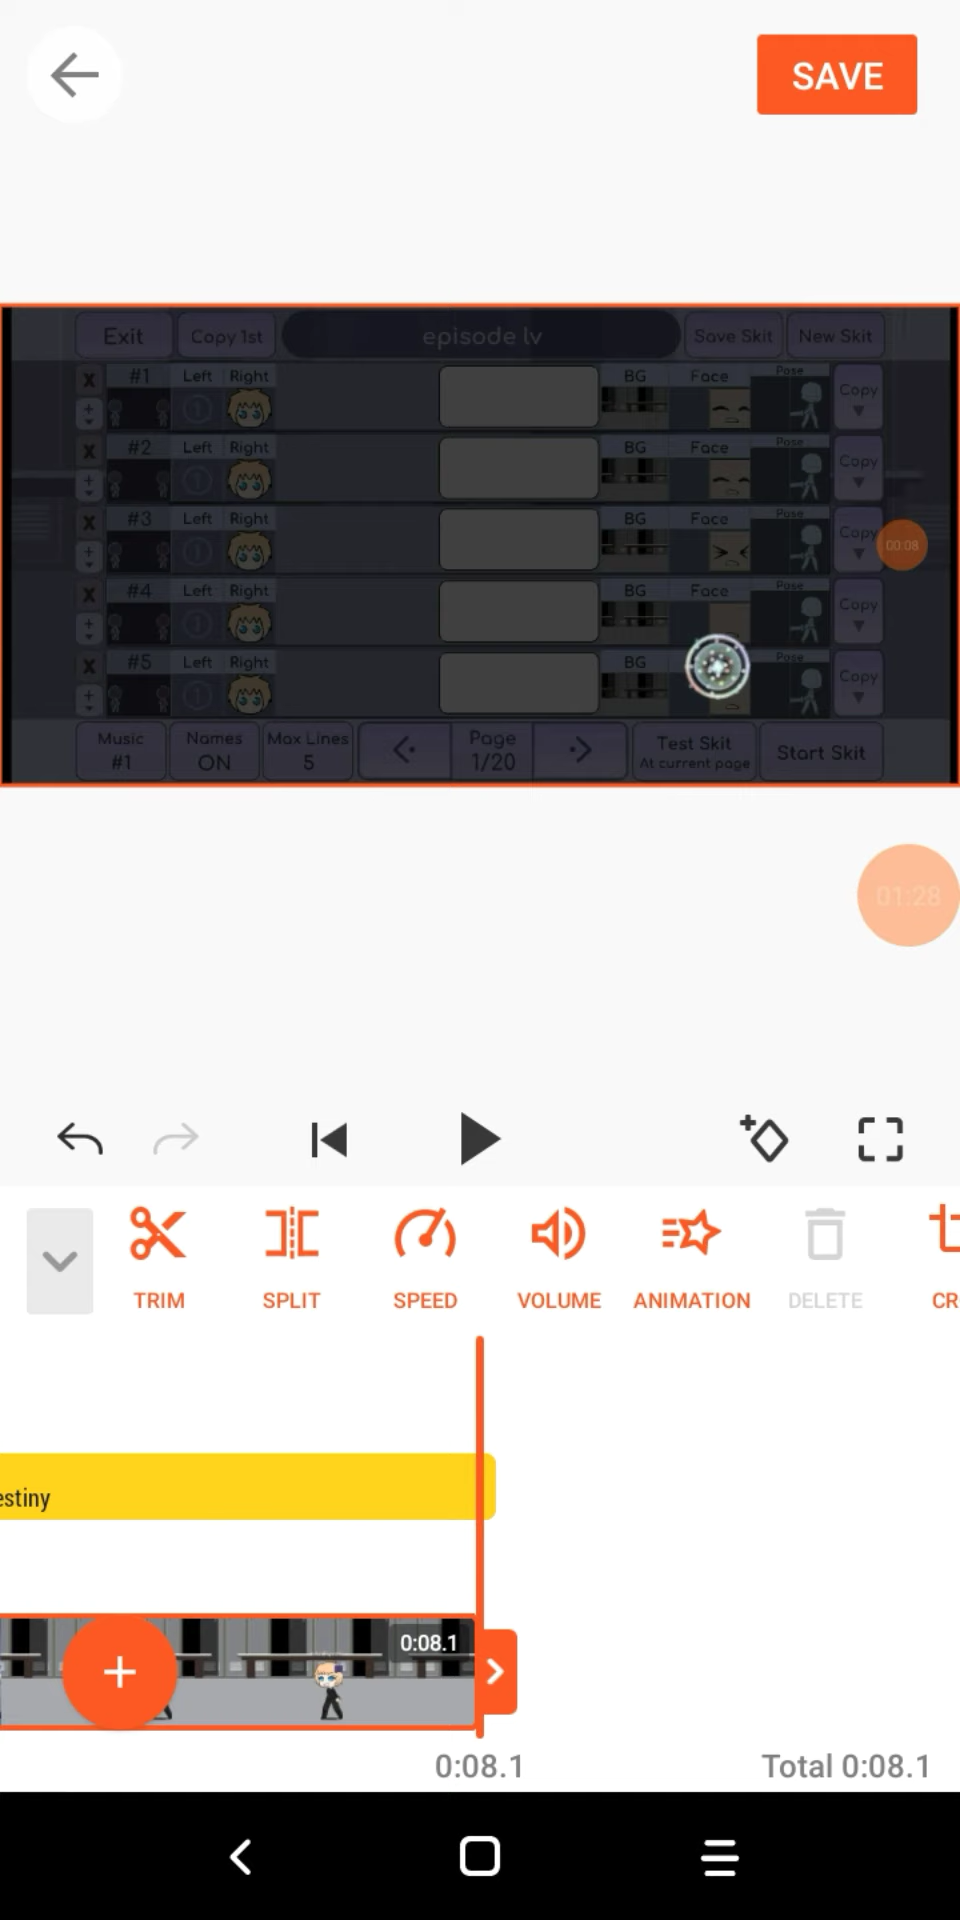 SAVE
Exit Copy 1st episode lv Save Skit New Skit
X #1 Left Right BG Face Pose Copy
X #2 Left Right BG Face Pose Copy
X #3 Left Right BG Face Pose Copy
00:08
X #4 Left Right BG Face Pose Copy
X #5 Left Right BG Pose Copy
Music Names Max Lines Page Test Skit Start Skit
#1 ON 5 1/20 At current page
01:28
TRIM SPLIT SPEED VOLUME ANIMATION DELETE CR
estiny
0:08.1
0:08.1 Total 0:08.1